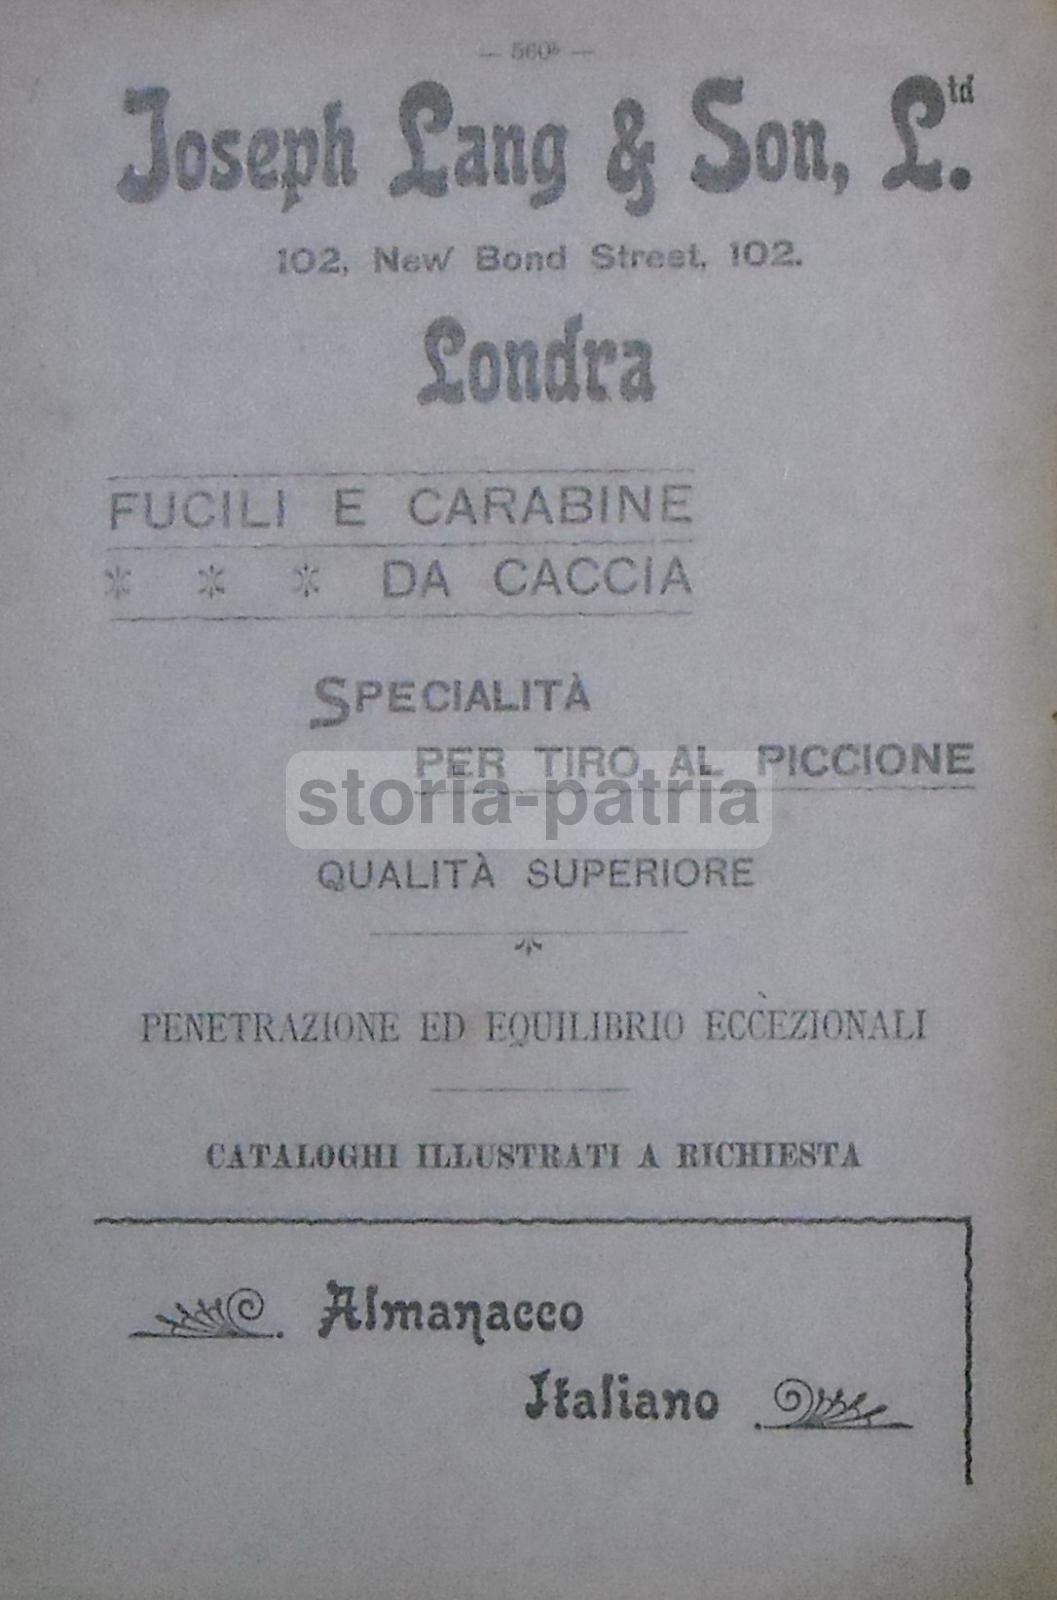 — 560ᵇ —
Joseph Lang & Son, Ltd.
102, New Bond Street, 102.
Londra
FUCILI E CARABINE
* * * DA CACCIA
SPECIALITÀ
PER TIRO AL PICCIONE
storia-patria
QUALITÀ SUPERIORE
PENETRAZIONE ED EQUILIBRIO ECCEZIONALI
CATALOGHI ILLUSTRATI A RICHIESTA
Almanacco
Italiano